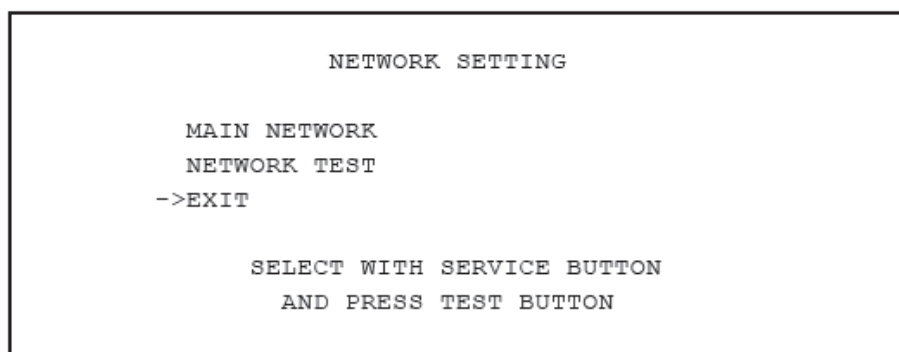 NETWORK SETTING
MAIN NETWORK
NETWORK TEST
->EXIT
SELECT WITH SERVICE BUTTON
AND PRESS TEST BUTTON